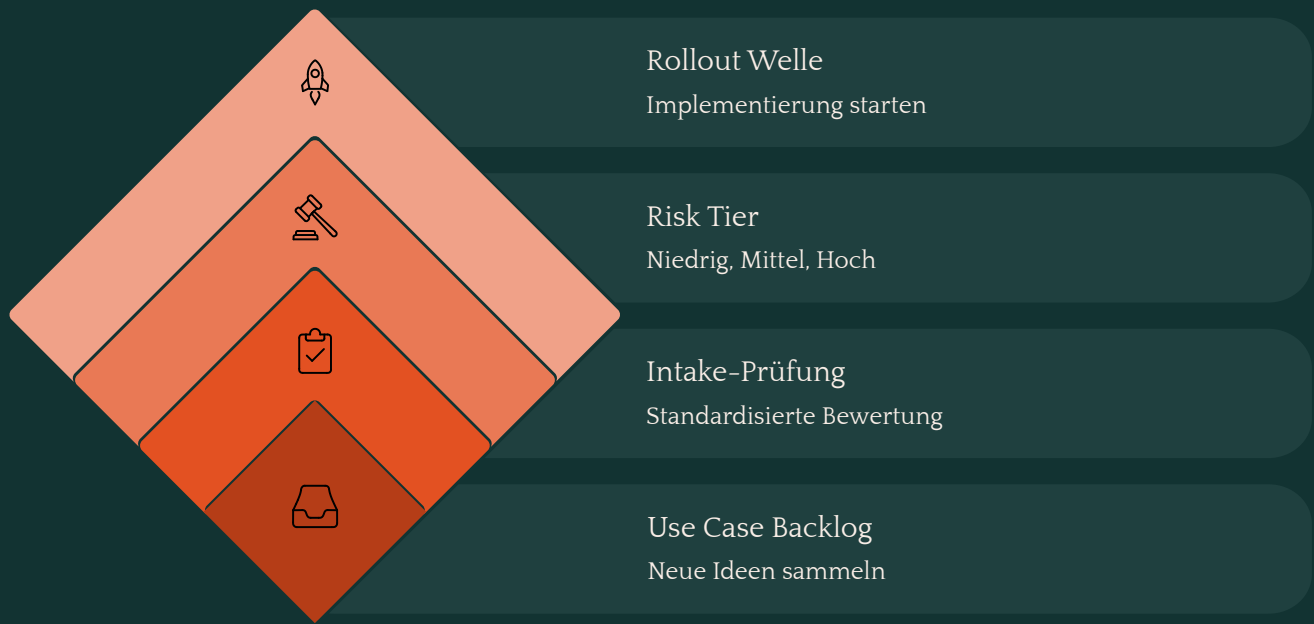 Rollout Welle
Implementierung starten
Risk Tier
Niedrig, Mittel, Hoch
Intake-Prüfung
Standardisierte Bewertung
Use Case Backlog
Neue Ideen sammeln